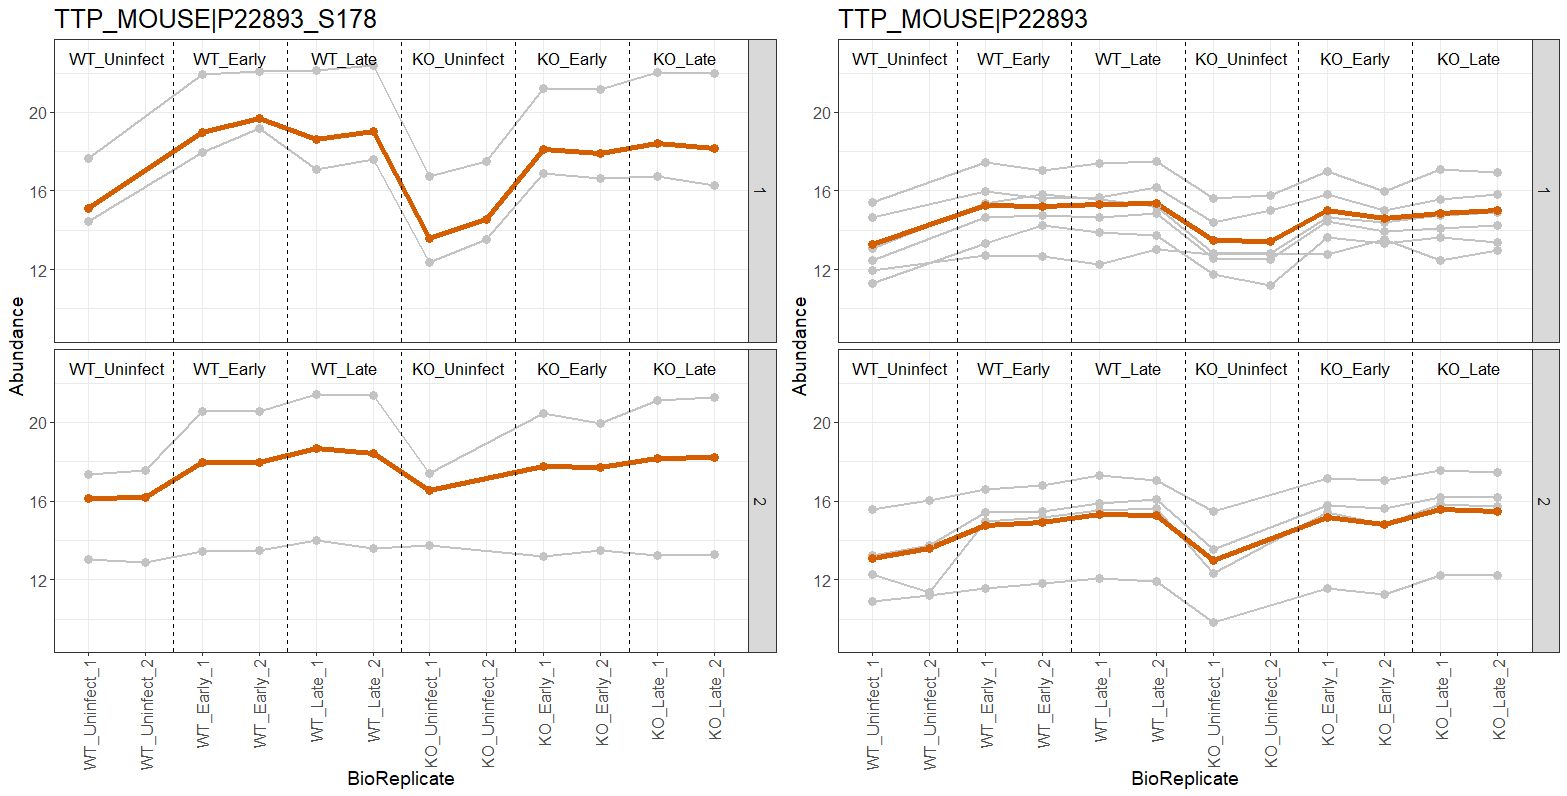 TTP_MOUSE|P22893_S178
WT_Uninfect WT_Early WT_Late KO_Uninfect KO_Early KO_Late
20
16
12
1
WT_Uninfect WT_Early WT_Late KO_Uninfect KO_Early KO_Late
20
16
12
2
Abundance
WT_Uninfect_1
WT_Uninfect_2
WT_Early_1
WT_Early_2
WT_Late_1
WT_Late_2
KO_Uninfect_1
KO_Uninfect_2
KO_Early_1
KO_Early_2
KO_Late_1
KO_Late_2
BioReplicate
TTP_MOUSE|P22893
WT_Uninfect WT_Early WT_Late KO_Uninfect KO_Early KO_Late
20
16
12
1
WT_Uninfect WT_Early WT_Late KO_Uninfect KO_Early KO_Late
20
16
12
2
Abundance
WT_Uninfect_1
WT_Uninfect_2
WT_Early_1
WT_Early_2
WT_Late_1
WT_Late_2
KO_Uninfect_1
KO_Uninfect_2
KO_Early_1
KO_Early_2
KO_Late_1
KO_Late_2
BioReplicate